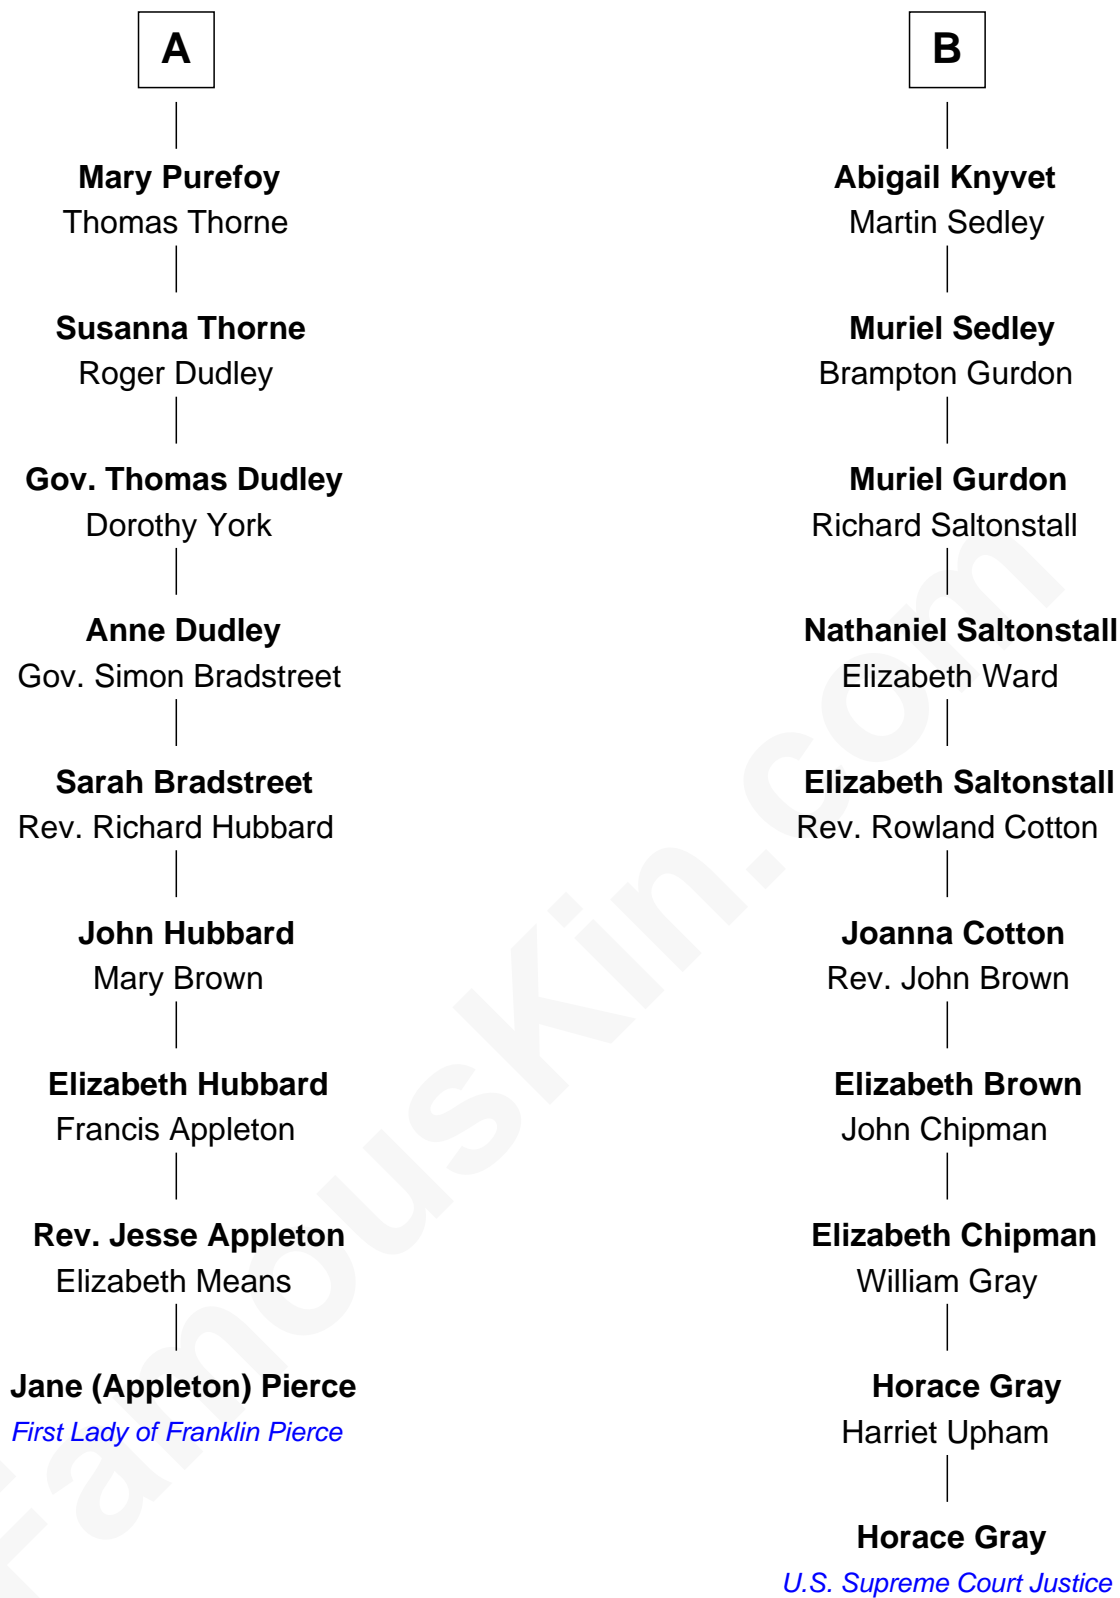 A
Mary Purefoy
Thomas Thorne
Susanna Thorne
Roger Dudley
Gov. Thomas Dudley
Dorothy York
Anne Dudley
Gov. Simon Bradstreet
Sarah Bradstreet
Rev. Richard Hubbard
John Hubbard
Mary Brown
Elizabeth Hubbard
Francis Appleton
Rev. Jesse Appleton
Elizabeth Means
Jane (Appleton) Pierce
First Lady of Franklin Pierce
B
Abigail Knyvet
Martin Sedley
Muriel Sedley
Brampton Gurdon
Muriel Gurdon
Richard Saltonstall
Nathaniel Saltonstall
Elizabeth Ward
Elizabeth Saltonstall
Rev. Rowland Cotton
Joanna Cotton
Rev. John Brown
Elizabeth Brown
John Chipman
Elizabeth Chipman
William Gray
Horace Gray
Harriet Upham
Horace Gray
U.S. Supreme Court Justice
FamousKin.com